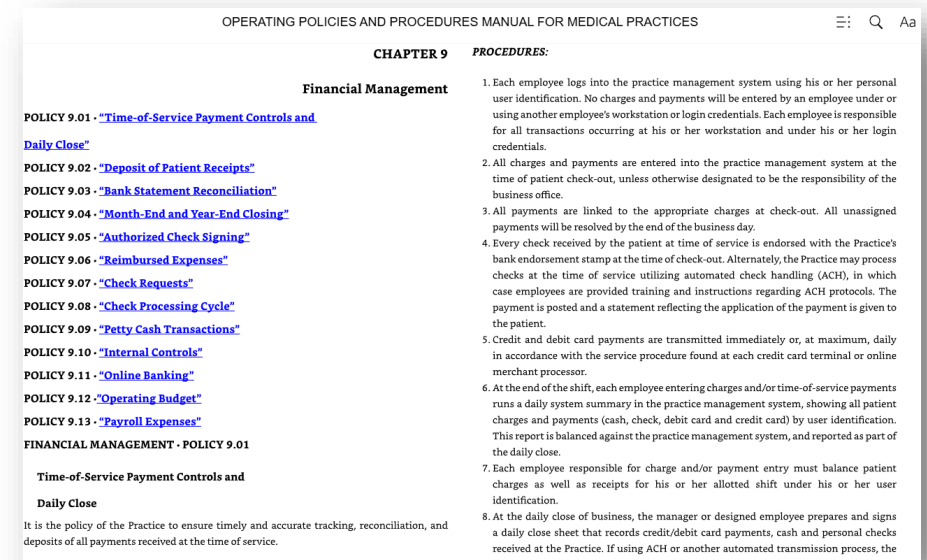 OPERATING POLICIES AND PROCEDURES MANUAL FOR MEDICAL PRACTICES
Aa
CHAPTER 9
Financial Management
POLICY 9.01 • “Time-of-Service Payment Controls and
Daily Close”
POLICY 9.02 • “Deposit of Patient Receipts”
POLICY 9.03 • “Bank Statement Reconciliation”
POLICY 9.04 • “Month-End and Year-End Closing”
POLICY 9.05 • “Authorized Check Signing”
POLICY 9.06 • “Reimbursed Expenses”
POLICY 9.07 • “Check Requests”
POLICY 9.08 • “Check Processing Cycle”
POLICY 9.09 • “Petty Cash Transactions”
POLICY 9.10 • “Internal Controls”
POLICY 9.11 • “Online Banking”
POLICY 9.12 •”Operating Budget”
POLICY 9.13 • “Payroll Expenses”
FINANCIAL MANAGEMENT • POLICY 9.01
Time-of-Service Payment Controls and
Daily Close
It is the policy of the Practice to ensure timely and accurate tracking, reconciliation, and
deposits of all payments received at the time of service.
PROCEDURES:
1. Each employee logs into the practice management system using his or her personal
user identification. No charges and payments will be entered by an employee under or
using another employee’s workstation or login credentials. Each employee is responsible
for all transactions occurring at his or her workstation and under his or her login
credentials.
2. All charges and payments are entered into the practice management system at the
time of patient check-out, unless otherwise designated to be the responsibility of the
business office.
3. All payments are linked to the appropriate charges at check-out. All unassigned
payments will be resolved by the end of the business day.
4. Every check received by the patient at time of service is endorsed with the Practice’s
bank endorsement stamp at the time of check-out. Alternately, the Practice may process
checks at the time of service utilizing automated check handling (ACH), in which
case employees are provided training and instructions regarding ACH protocols. The
payment is posted and a statement reflecting the application of the payment is given to
the patient.
5. Credit and debit card payments are transmitted immediately or, at maximum, daily
in accordance with the service procedure found at each credit card terminal or online
merchant processor.
6. At the end of the shift, each employee entering charges and/or time-of-service payments
runs a daily system summary in the practice management system, showing all patient
charges and payments (cash, check, debit card and credit card) by user identification.
This report is balanced against the practice management system, and reported as part of
the daily close.
7. Each employee responsible for charge and/or payment entry must balance patient
charges as well as receipts for his or her allotted shift under his or her user
identification.
8. At the daily close of business, the manager or designed employee prepares and signs
a daily close sheet that records credit/debit card payments, cash and personal checks
received at the Practice. If using ACH or another automated transmission process, the